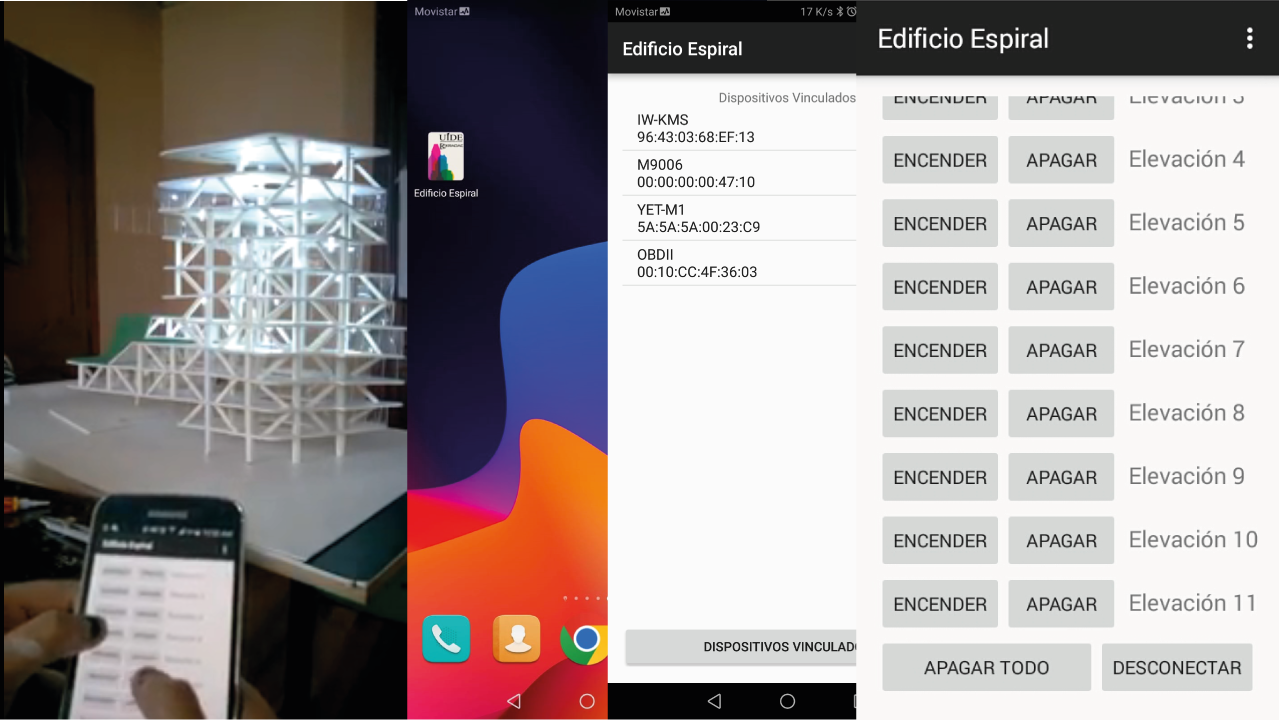 Edificio Espiral
Movistar
UIDE
Edificio Espiral
Movistar
17 K/s
Edificio Espiral
Dispositivos Vinculados
IW-KMS
96:43:03:68:EF:13
M9006
00:00:00:00:47:10
YET-M1
5A:5A:5A:00:23:C9
OBDII
00:10:CC:4F:36:03
DISPOSITIVOS VINCULAD
Edificio Espiral
ENCENDER APAGAR Elevación 3
ENCENDER APAGAR Elevación 4
ENCENDER APAGAR Elevación 5
ENCENDER APAGAR Elevación 6
ENCENDER APAGAR Elevación 7
ENCENDER APAGAR Elevación 8
ENCENDER APAGAR Elevación 9
ENCENDER APAGAR Elevación 10
ENCENDER APAGAR Elevación 11
APAGAR TODO DESCONECTAR